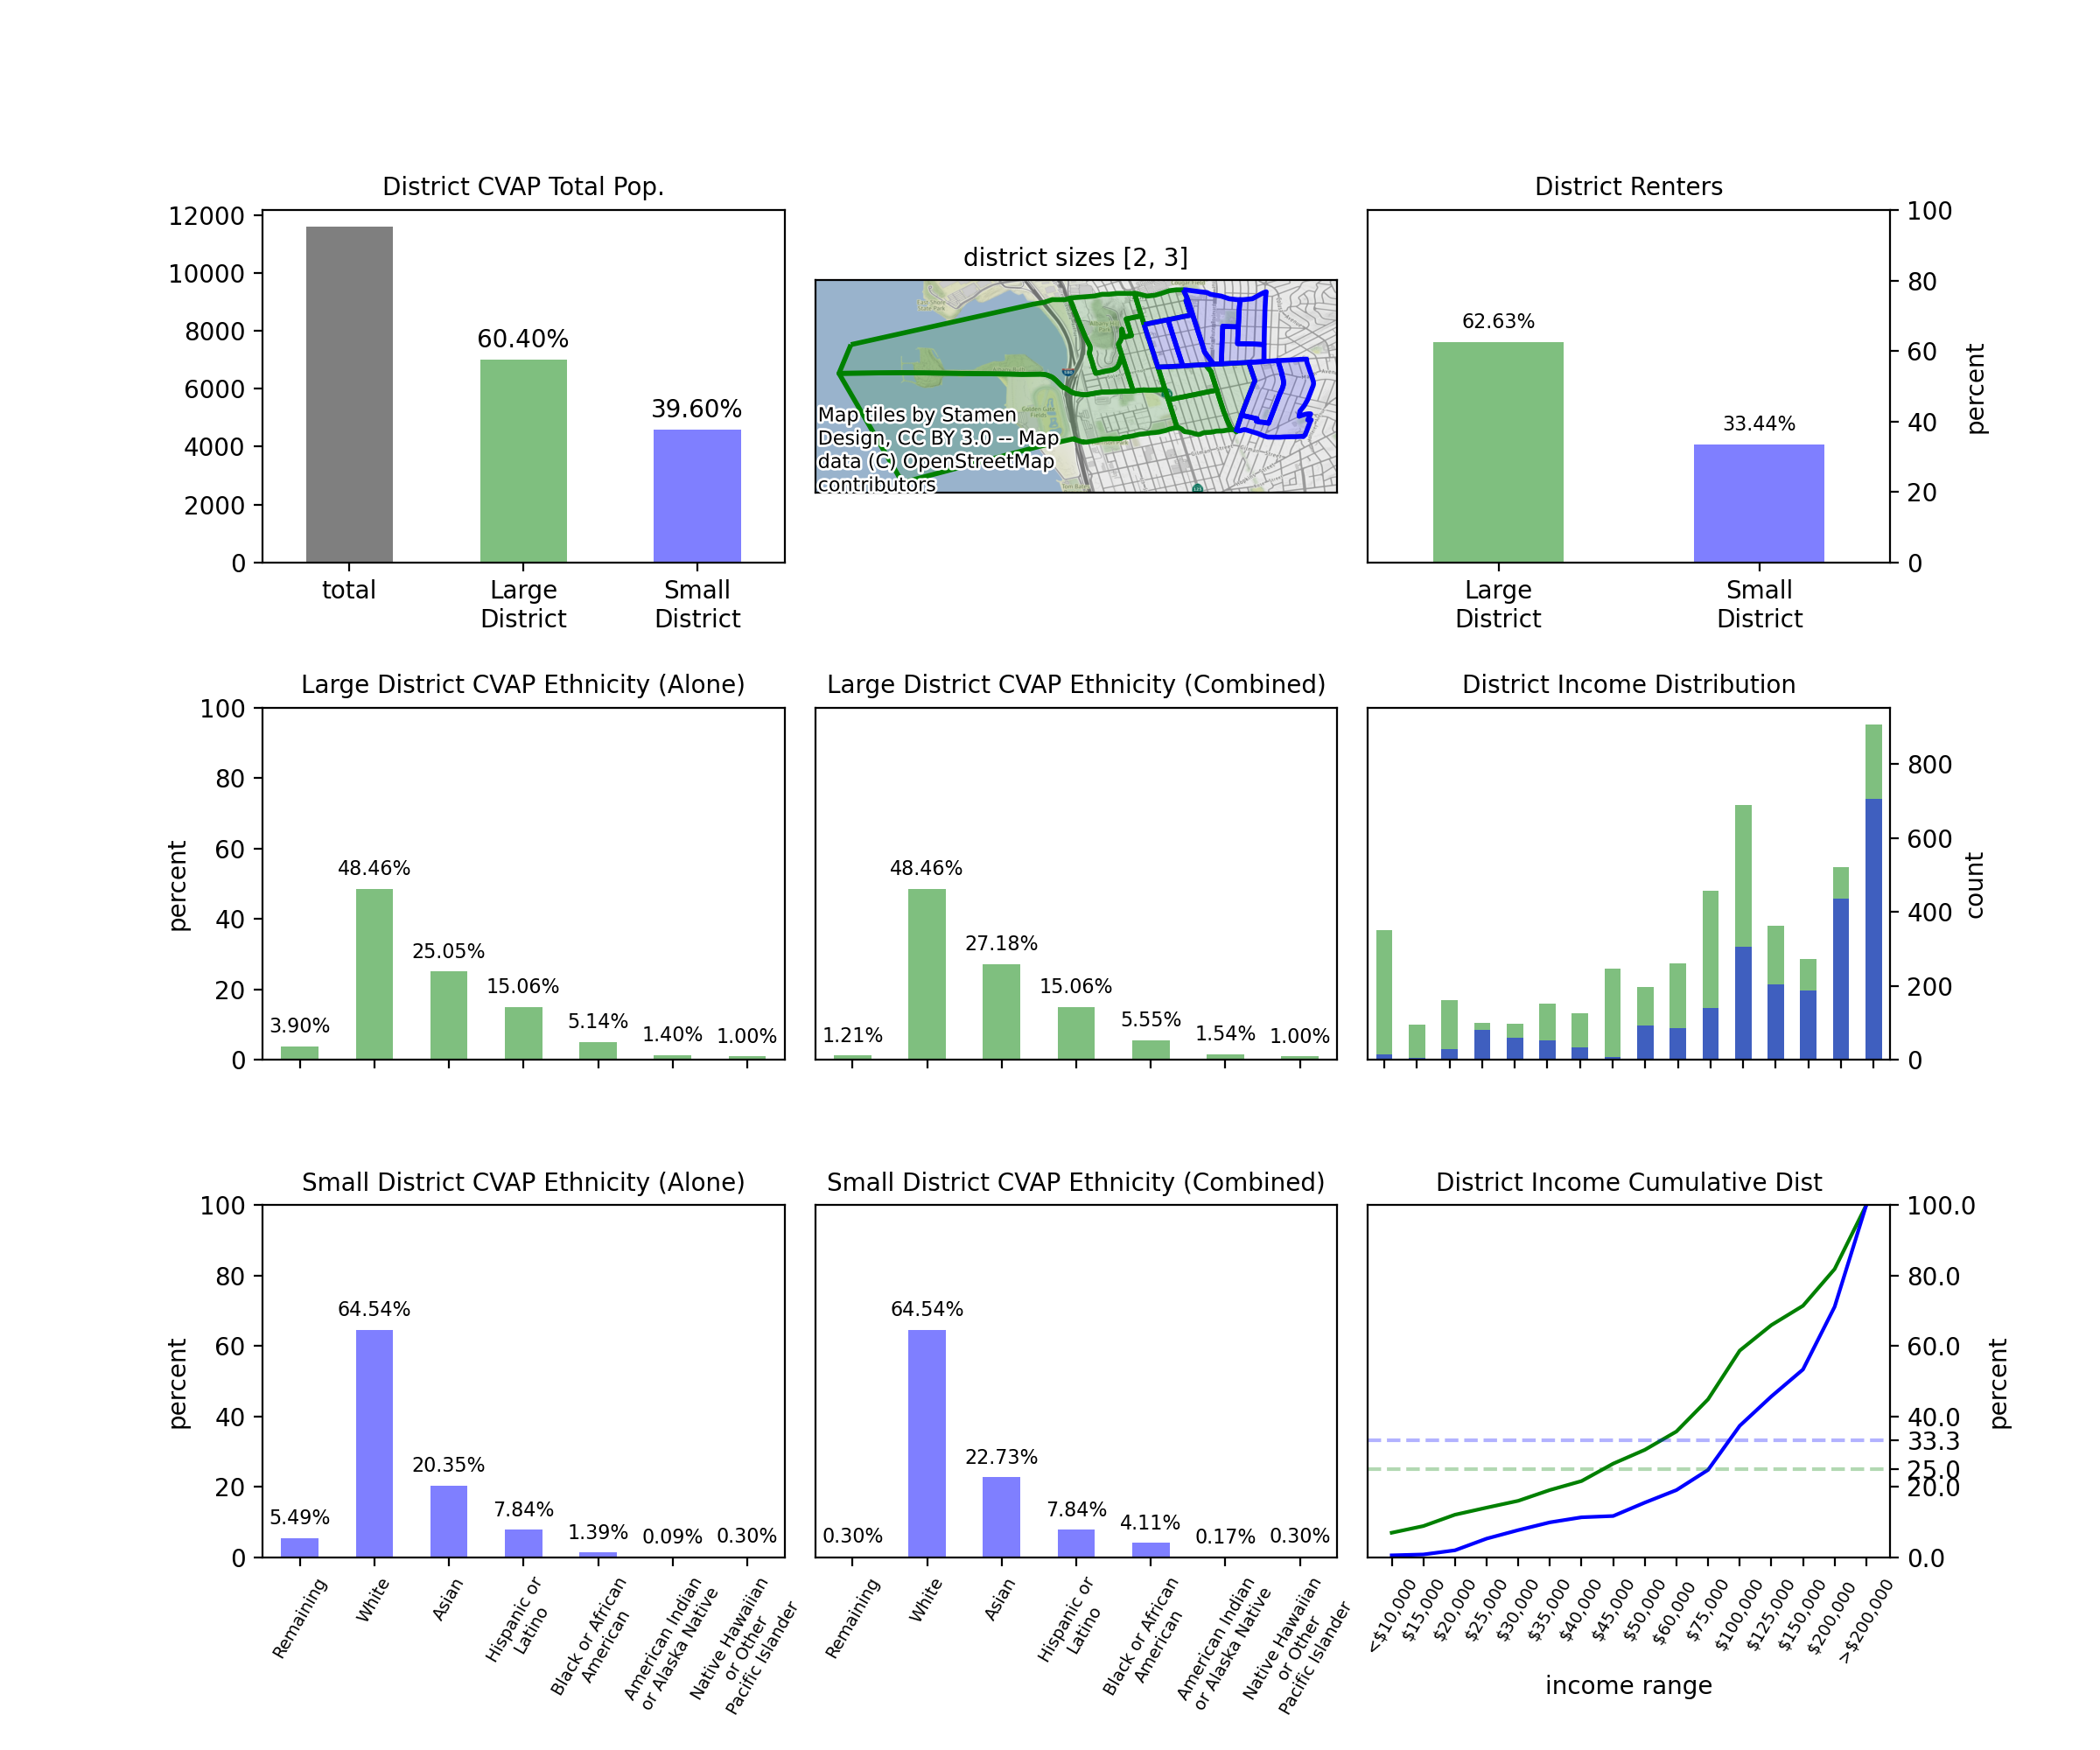 District CVAP Total Pop.
12000
10000
8000
6000
4000
2000
0
60.40%
39.60%
total
Large
District
Small
District
district sizes [2, 3]
Map tiles by Stamen
Design, CC BY 3.0 -- Map
data (C) OpenStreetMap
contributors
District Renters
62.63%
33.44%
100
80
60
40
20
0
percent
Large
District
Small
District
Large District CVAP Ethnicity (Alone)
percent
100
80
60
40
20
0
3.90%
48.46%
25.05%
15.06%
5.14%
1.40%
1.00%
Large District CVAP Ethnicity (Combined)
1.21%
48.46%
27.18%
15.06%
5.55%
1.54%
1.00%
District Income Distribution
800
600
400
200
0
count
Small District CVAP Ethnicity (Alone)
percent
100
80
60
40
20
0
5.49%
64.54%
20.35%
7.84%
1.39%
0.09%
0.30%
Remaining
White
Asian
Hispanic or
Latino
Black or African
American
American Indian
or Alaska Native
Native Hawaiian
or Other
Pacific Islander
Small District CVAP Ethnicity (Combined)
0.30%
64.54%
22.73%
7.84%
4.11%
0.17%
0.30%
Remaining
White
Asian
Hispanic or
Latino
Black or African
American
American Indian
or Alaska Native
Native Hawaiian
or Other
Pacific Islander
District Income Cumulative Dist
100.0
80.0
60.0
40.0
33.3
25.0
20.0
0.0
percent
<$10,000
$15,000
$20,000
$25,000
$30,000
$35,000
$40,000
$45,000
$50,000
$60,000
$75,000
$100,000
$125,000
$150,000
$200,000
>$200,000
income range